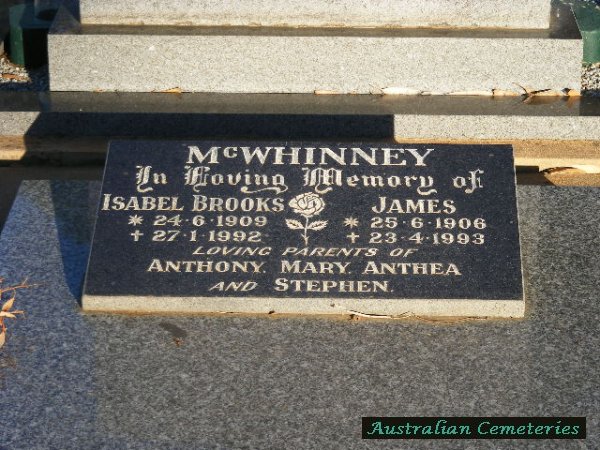 McWHINNEY
In Loving Memory of
ISABEL BROOKS JAMES
* 24·6·1909 * 25·6·1906
+ 27·1·1992 + 23·4·1993
LOVING PARENTS OF
ANTHONY, MARY, ANTHEA
AND STEPHEN.
Australian Cemeteries